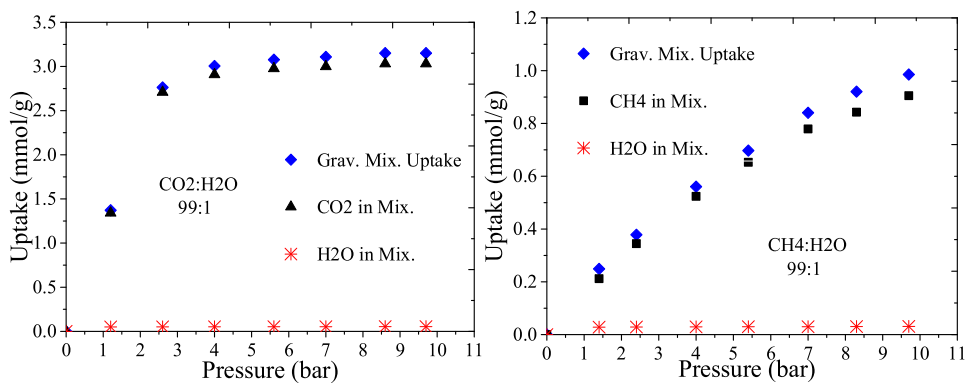 3.5
3.0
2.5
2.0
1.5
1.0
0.5
0.0
Uptake (mmol/g)
Grav. Mix. Uptake
CO2 in Mix.
H2O in Mix.
CO2:H2O
99:1
0 1 2 3 4 5 6 7 8 9 10 11
Pressure (bar)
1.0
0.8
0.6
0.4
0.2
0.0
Uptake (mmol/g)
Grav. Mix. Uptake
CH4 in Mix.
H2O in Mix.
CH4:H2O
99:1
0 1 2 3 4 5 6 7 8 9 10 11
Pressure (bar)